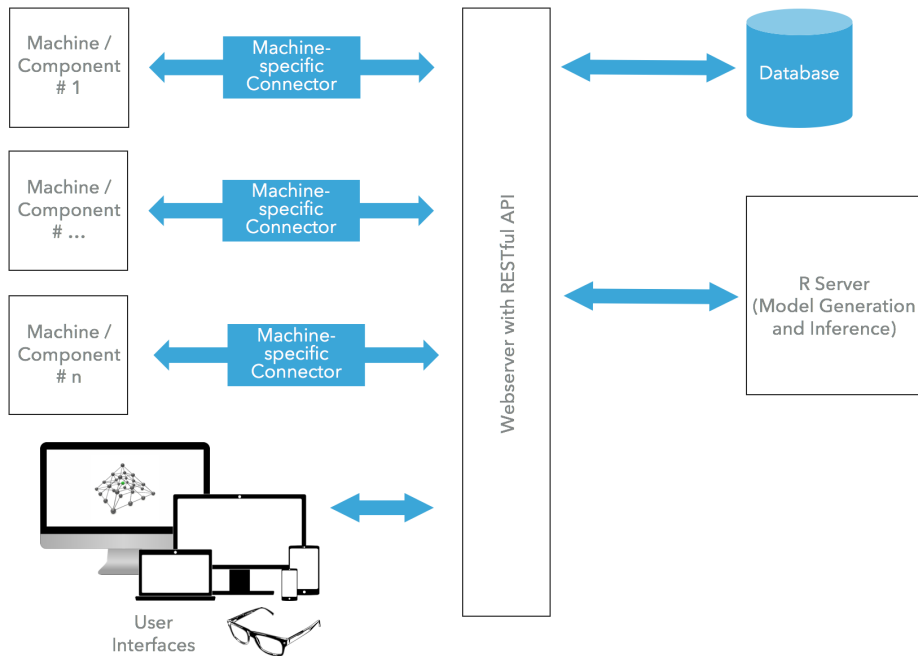 Machine /
Component
# 1
Machine-
specific
Connector
Database
Machine /
Component
# ...
Machine-
specific
Connector
Webserver with RESTful API
R Server
(Model Generation
and Inference)
Machine /
Component
# n
Machine-
specific
Connector
User
Interfaces